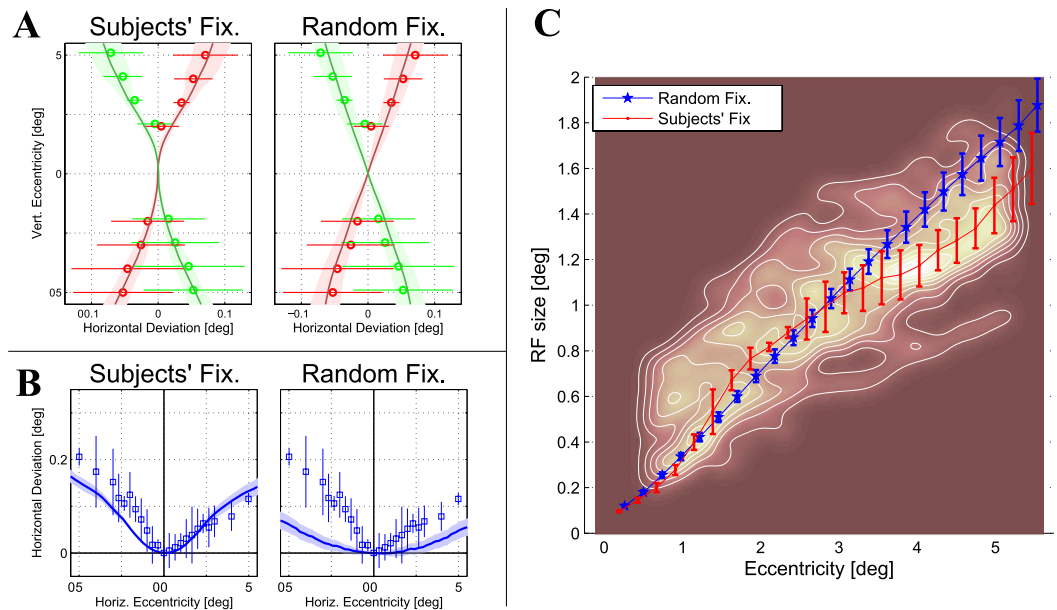 A
Subjects' Fix.
Random Fix.
5
0
05
Vert. Eccentricity [deg]
00.1
0
0.1
−0.1
0
0.1
Horizontal Deviation [deg]
Horizontal Deviation [deg]
B
Subjects' Fix.
Random Fix.
0.2
0
Horizontal Deviation [deg]
05
00
5
05
00
5
Horiz. Eccentricity [deg]
Horiz. Eccentricity [deg]
C
Random Fix.
Subjects' Fix
2
1.8
1.6
1.4
1.2
1
0.8
0.6
0.4
0.2
0
RF size [deg]
0
1
2
3
4
5
Eccentricity [deg]